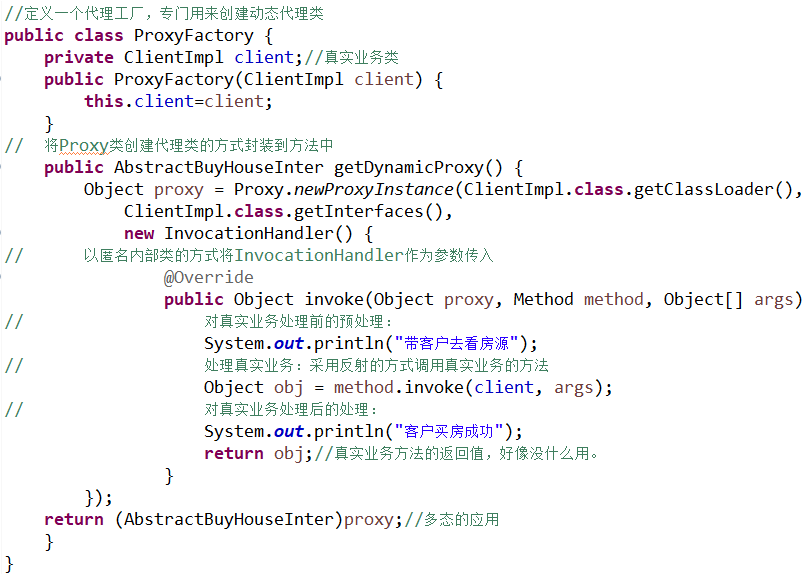 //定义一个代理工厂，专门用来创建动态代理类
public class ProxyFactory {
    private ClientImpl client;//真实业务类
    public ProxyFactory(ClientImpl client) {
        this.client=client;
    }
//  将Proxy类创建代理类的方式封装到方法中
    public AbstractBuyHouseInter getDynamicProxy() {
        Object proxy = Proxy.newProxyInstance(ClientImpl.class.getClassLoader(),
            ClientImpl.class.getInterfaces(),
            new InvocationHandler() {
//      以匿名内部类的方式将InvocationHandler作为参数传入
                @Override
                public Object invoke(Object proxy, Method method, Object[] args)
//                  对真实业务处理前的预处理：
                    System.out.println("带客户去看房源");
//                  处理真实业务：采用反射的方式调用真实业务的方法
                    Object obj = method.invoke(client, args);
//                  对真实业务处理后的处理：
                    System.out.println("客户买房成功");
                    return obj;//真实业务方法的返回值，好像没什么用。
                }
        });
    return (AbstractBuyHouseInter)proxy;//多态的应用
    }
}